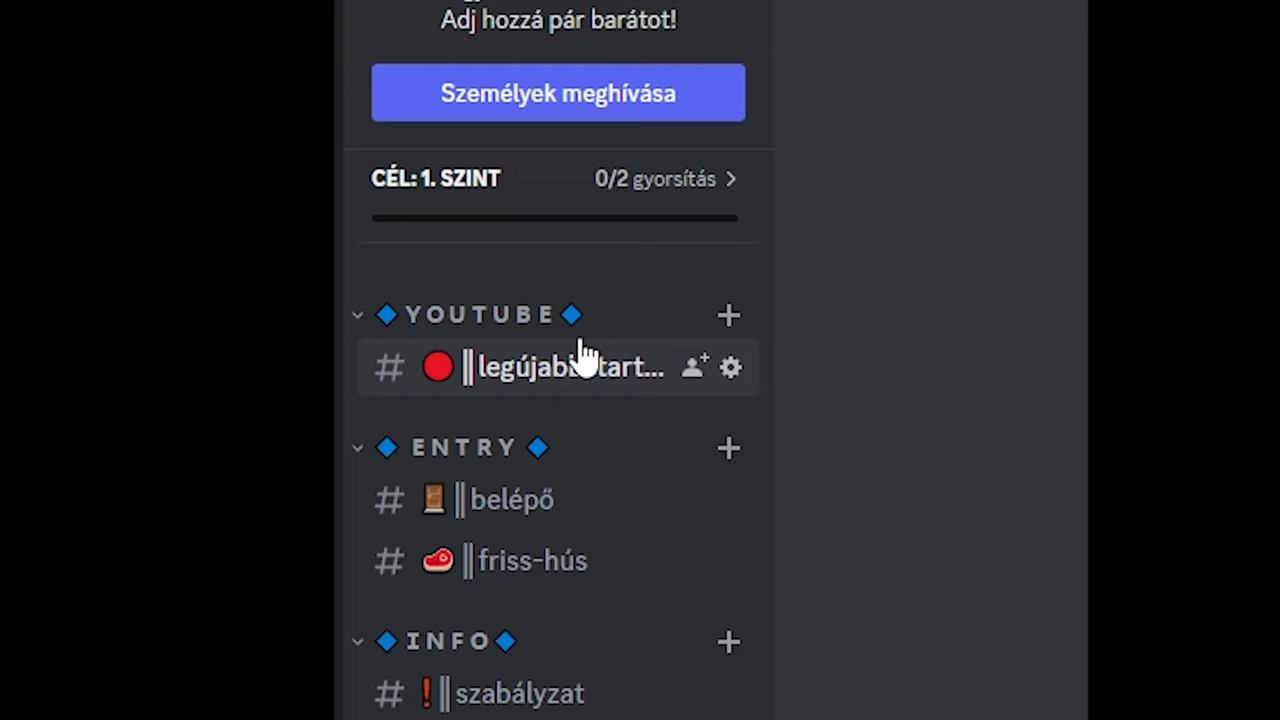 Adj hozzá pár barátot!
Személyek meghívása
CÉL: 1. SZINT 0/2 gyorsítás
YOUTUBE
# ║ tart...
ENTRY
# ║belépő
# ║friss-hús
INFO
# ║szabályzat